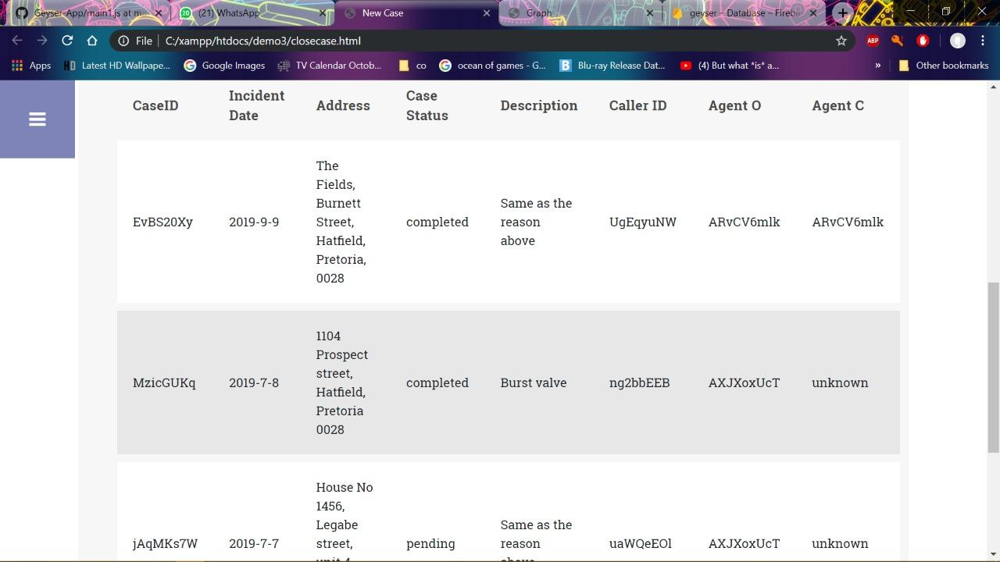 Geyser-App/main1.js at ma
(21) WhatsApp
New Case
Graph
geyser – Database – Fireba
File | C:/xampp/htdocs/demo3/closecase.html
ABP
Apps
HD Latest HD Wallpape...
Google Images
TV Calendar Octob...
co
ocean of games - G...
B Blu-ray Release Dat...
(4) But what *is* a...
»
Other bookmarks
CaseID
Incident
Date
Address
Case
Status
Description
Caller ID
Agent O
Agent C
EvBS20Xy
2019-9-9
The
Fields,
Burnett
Street,
Hatfield,
Pretoria,
0028
completed
Same as the
reason
above
UgEqyuNW
ARvCV6mlk
ARvCV6mlk
MzicGUKq
2019-7-8
1104
Prospect
street,
Hatfield,
Pretoria
0028
completed
Burst valve
ng2bbEEB
AXJXoxUcT
unknown
jAqMKs7W
2019-7-7
House No
1456,
Legabe
street,
unit 4
pending
Same as the
reason
above
uaWQeEOl
AXJXoxUcT
unknown